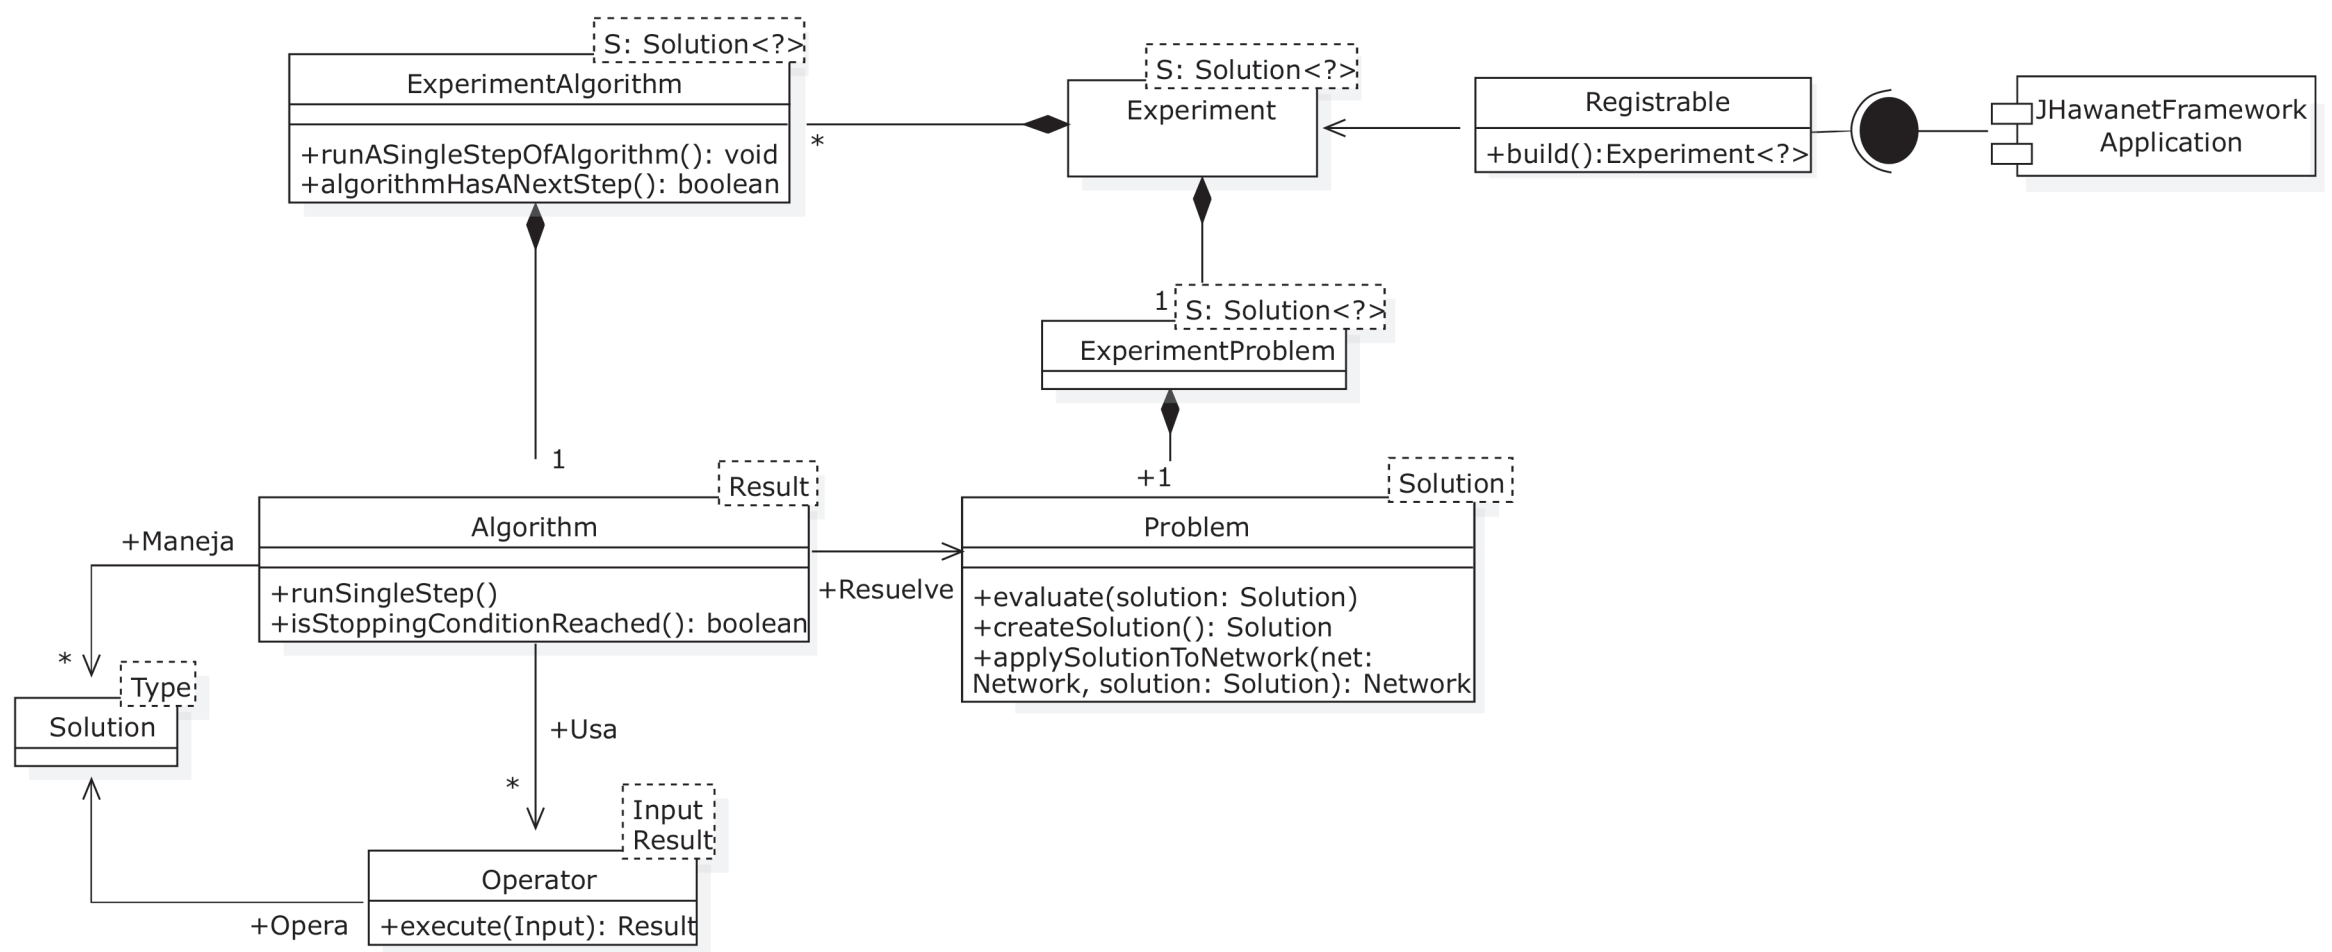 S: Solution<?>
ExperimentAlgorithm
+runASingleStepOfAlgorithm(): void
+algorithmHasANextStep(): boolean
*
S: Solution<?>
Experiment
Registrable
+build():Experiment<?>
JHawanetFramework
Application
1
S: Solution<?>
ExperimentProblem
1
+1
Result
Algorithm
+runSingleStep()
+isStoppingConditionReached(): boolean
+Maneja
+Resuelve
Solution
Problem
+evaluate(solution: Solution)
+createSolution(): Solution
+applySolutionToNetwork(net:
Network, solution: Solution): Network
*
Type
Solution
+Usa
*
Input
Result
Operator
+execute(Input): Result
+Opera